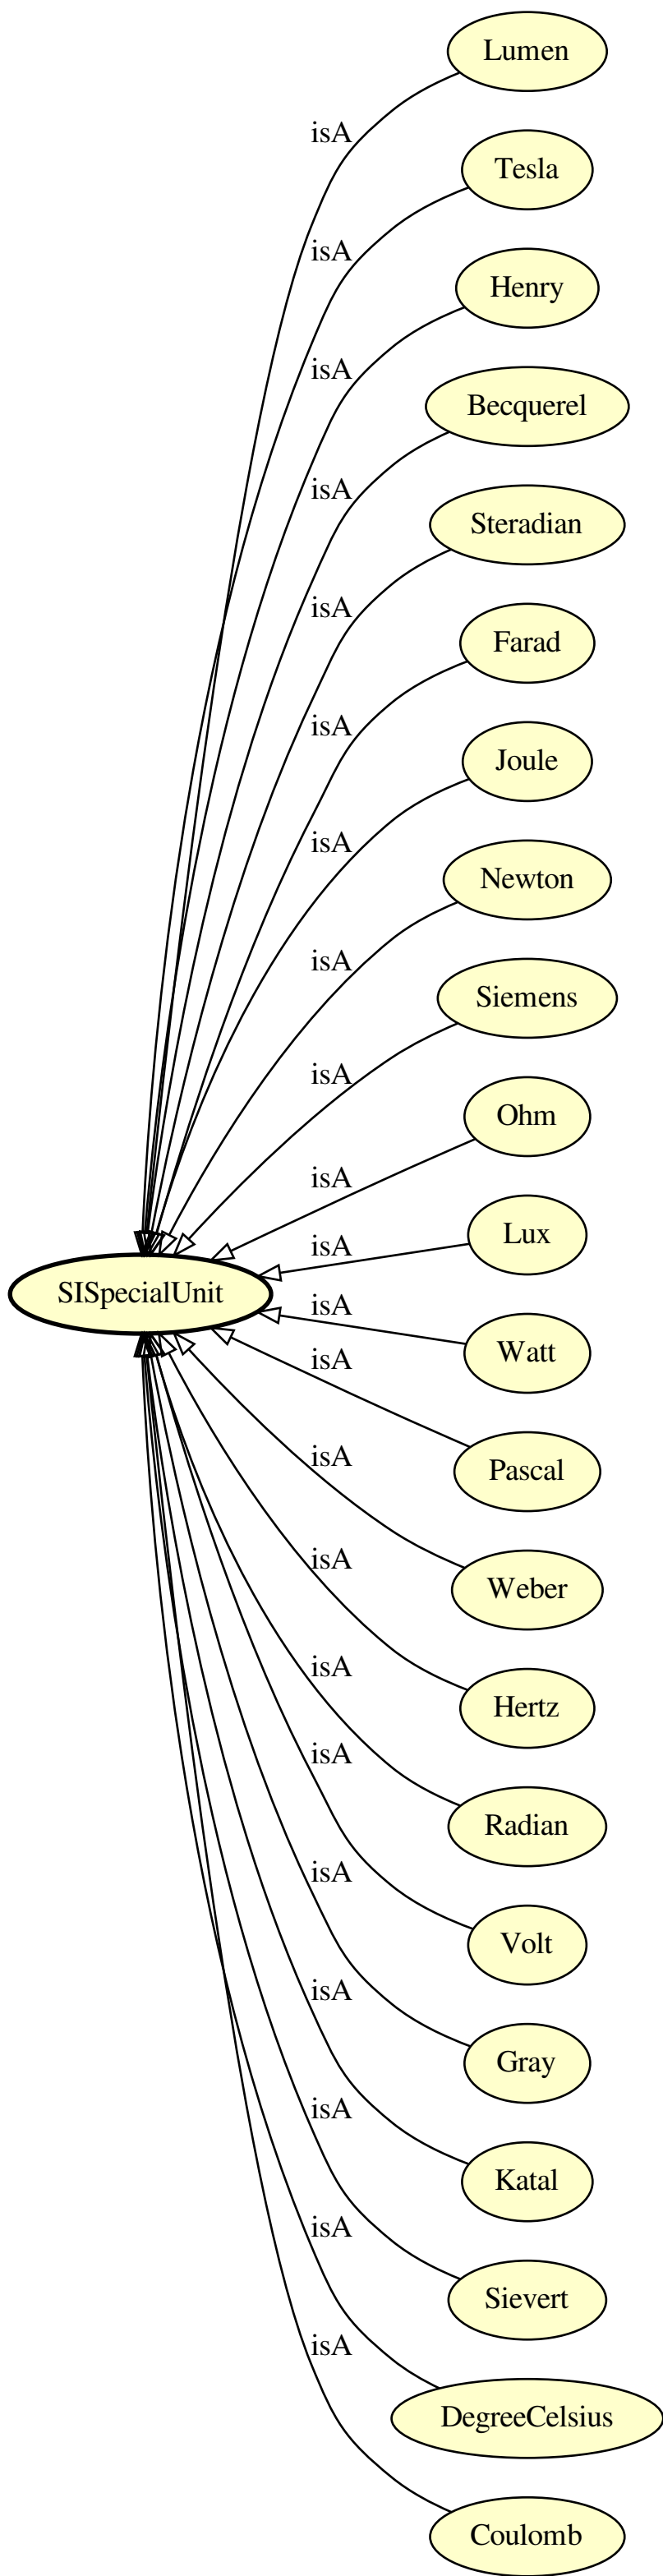 Lumen
isA
Tesla
isA
Henry
isA
Becquerel
isA
Steradian
isA
Farad
isA
Joule
isA
Newton
isA
Siemens
isA
Ohm
isA
Lux
isA
SISpecialUnit
isA
Watt
isA
Pascal
isA
Weber
isA
Hertz
isA
Radian
isA
Volt
isA
Gray
isA
Katal
isA
Sievert
isA
DegreeCelsius
isA
Coulomb